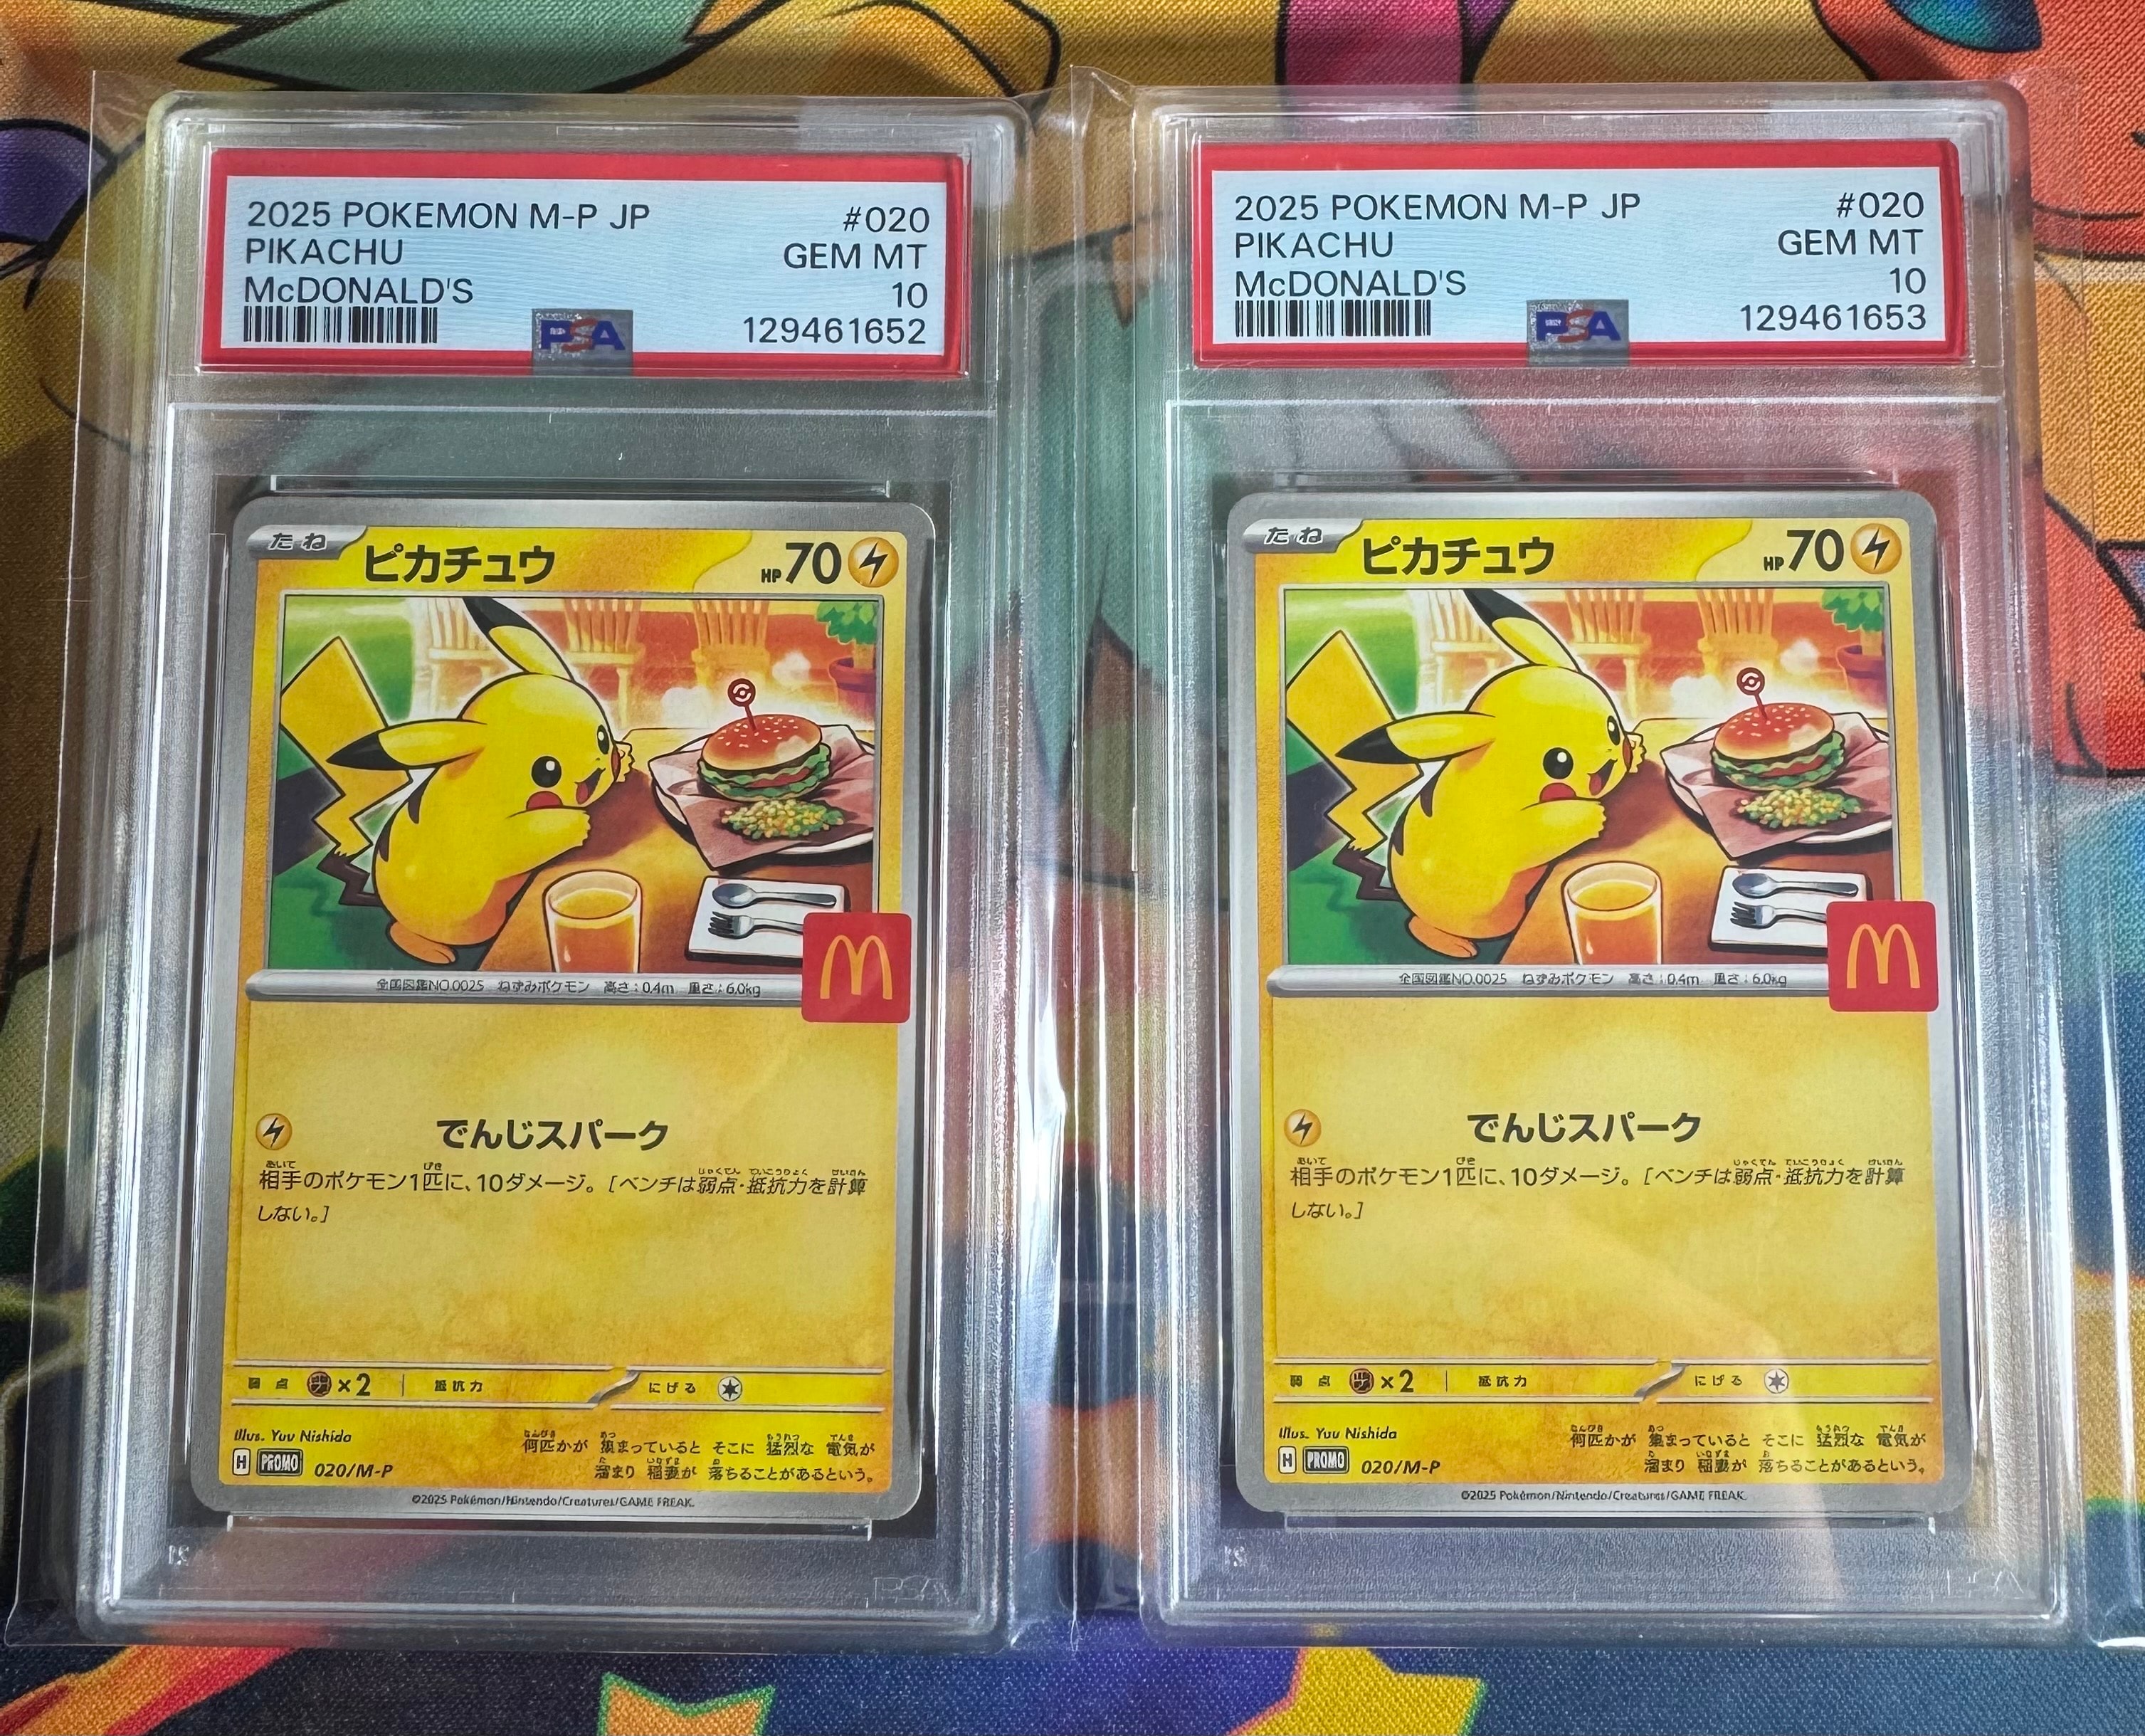 2025 POKEMON M-P JP #020
PIKACHU GEM MT
McDONALD'S 10
PSA 129461652
たね ピカチュウ HP70
全国図鑑NO.0025 ねずみポケモン 高さ:0.4m 重さ:6.0kg
でんじスパーク
相手のポケモン1匹に、10ダメージ。[ベンチは弱点・抵抗力を計算
しない。]
弱点 ×2 抵抗力 にげる
Illus. Yuu Nishida
何匹かが 集まっていると そこに 猛烈な 電気が
溜まり 稲妻が 落ちることがあるという。
H PROMO 020/M-P
©2025 Pokémon/Nintendo/Creatures/GAME FREAK.
PSA
2025 POKEMON M-P JP #020
PIKACHU GEM MT
McDONALD'S 10
PSA 129461653
たね ピカチュウ HP70
全国図鑑NO.0025 ねずみポケモン 高さ:0.4m 重さ:6.0kg
でんじスパーク
相手のポケモン1匹に、10ダメージ。[ベンチは弱点・抵抗力を計算
しない。]
弱点 ×2 抵抗力 にげる
Illus. Yuu Nishida
何匹かが 集まっていると そこに 猛烈な 電気が
溜まり 稲妻が 落ちることがあるという。
H PROMO 020/M-P
©2025 Pokémon/Nintendo/Creatures/GAME FREAK.
PSA